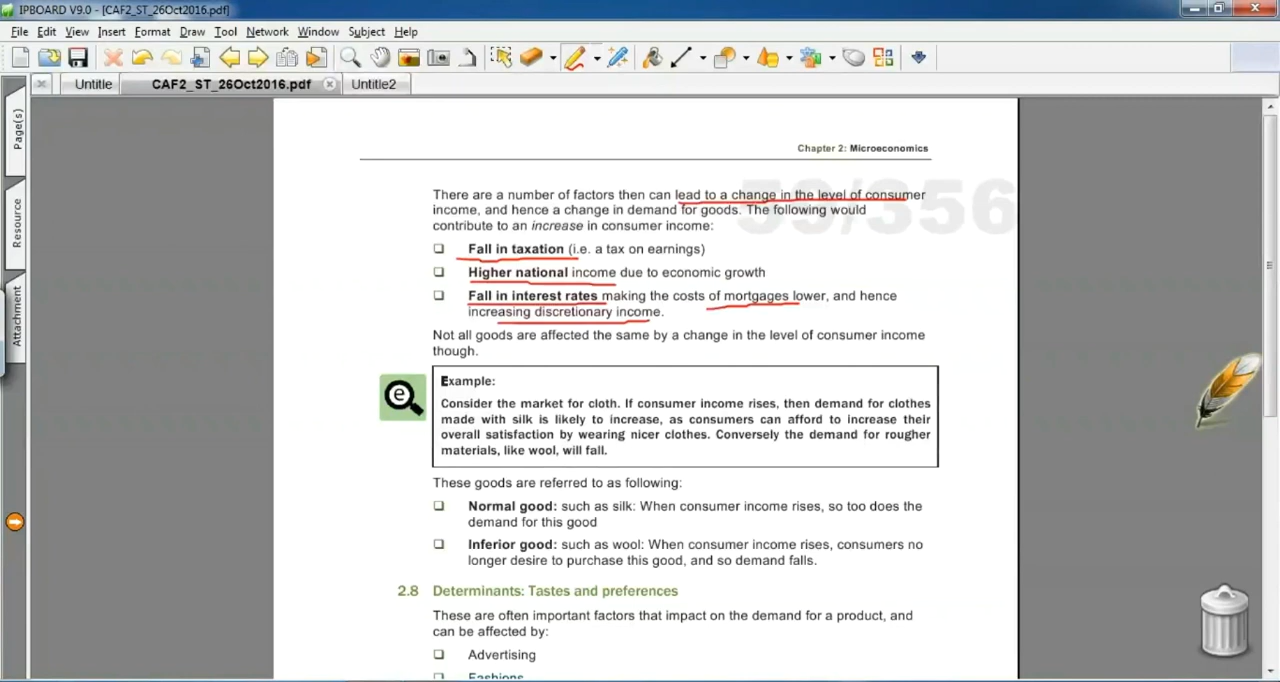 IPBOARD V9.0 - [CAF2_ST_26Oct2016.pdf]
File Edit View Insert Format Draw Tool Network Window Subject Help
Untitle CAF2_ST_26Oct2016.pdf Untitle2
Page(s)
Resource
Attachment
Chapter 2: Microeconomics
59/356
There are a number of factors then can lead to a change in the level of consumer
income, and hence a change in demand for goods. The following would
contribute to an increase in consumer income:
❑ Fall in taxation (i.e. a tax on earnings)
❑ Higher national income due to economic growth
❑ Fall in interest rates making the costs of mortgages lower, and hence
increasing discretionary income.
Not all goods are affected the same by a change in the level of consumer income
though.
e
Example:
Consider the market for cloth. If consumer income rises, then demand for clothes
made with silk is likely to increase, as consumers can afford to increase their
overall satisfaction by wearing nicer clothes. Conversely the demand for rougher
materials, like wool, will fall.
These goods are referred to as following:
❑ Normal good: such as silk: When consumer income rises, so too does the
demand for this good
❑ Inferior good: such as wool: When consumer income rises, consumers no
longer desire to purchase this good, and so demand falls.
2.8 Determinants: Tastes and preferences
These are often important factors that impact on the demand for a product, and
can be affected by:
❑ Advertising
❑ Fashions